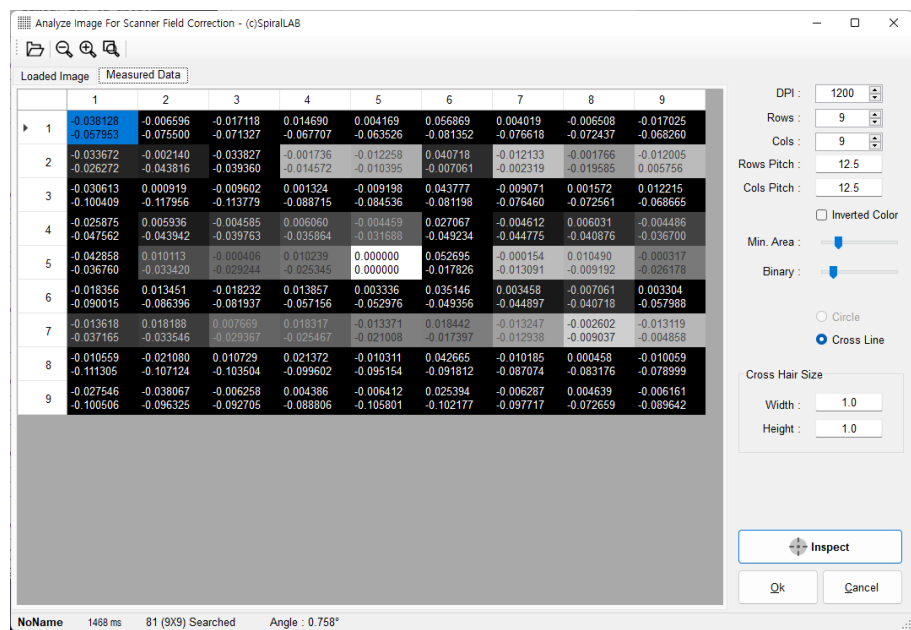 Analyze Image For Scanner Field Correction - (c)SpiralLAB
Loaded Image Measured Data
1 2 3 4 5 6 7 8 9
1 -0.038128 -0.006596 -0.017118 0.014690 0.004169 0.056869 0.004019 -0.006508 -0.017025
-0.057953 -0.075500 -0.071327 -0.067707 -0.063526 -0.081352 -0.076618 -0.072437 -0.068260
2 -0.033672 -0.002140 -0.033827 -0.001736 -0.012258 0.040718 -0.012133 -0.001766 -0.012005
-0.026272 -0.043816 -0.039360 -0.014572 -0.010395 -0.007061 -0.002319 -0.019585 0.005756
3 -0.030613 0.000919 -0.009602 0.001324 -0.009198 0.043777 -0.009071 0.001572 0.012215
-0.100409 -0.117956 -0.113779 -0.088715 -0.084536 -0.081198 -0.076460 -0.072561 -0.068665
4 -0.025875 0.005936 -0.004585 0.006060 -0.004459 0.027067 -0.004612 0.006031 -0.004486
-0.047562 -0.043942 -0.039763 -0.035864 -0.031688 -0.049234 -0.044775 -0.040876 -0.036700
5 -0.042858 0.010113 -0.000406 0.010239 0.000000 0.052695 -0.000154 0.010490 -0.000317
-0.036760 -0.033420 -0.029244 -0.025345 0.000000 -0.017826 -0.013091 -0.009192 -0.026178
6 -0.018356 0.013451 -0.018232 0.013857 0.003336 0.035146 0.003458 -0.007061 0.003304
-0.090015 -0.086396 -0.081937 -0.057156 -0.052976 -0.049356 -0.044897 -0.040718 -0.057988
7 -0.013618 0.018188 0.007669 0.018317 -0.013371 0.018442 -0.013247 -0.002602 -0.013119
-0.037165 -0.033546 -0.029367 -0.025467 -0.021008 -0.017397 -0.012938 -0.009037 -0.004858
8 -0.010559 -0.021080 0.010729 0.021372 -0.010311 0.042665 -0.010185 0.000458 -0.010059
-0.111305 -0.107124 -0.103504 -0.099602 -0.095154 -0.091812 -0.087074 -0.083176 -0.078999
9 -0.027546 -0.038067 -0.006258 0.004386 -0.006412 0.025394 -0.006287 0.004639 -0.006161
-0.100506 -0.096325 -0.092705 -0.088806 -0.105801 -0.102177 -0.097717 -0.072659 -0.089642
DPI : 1200
Rows : 9
Cols : 9
Rows Pitch : 12.5
Cols Pitch : 12.5
Inverted Color
Min. Area :
Binary :
Circle
Cross Line
Cross Hair Size
Width : 1.0
Height : 1.0
Inspect
Ok Cancel
NoName 1468 ms 81 (9X9) Searched Angle : 0.758°